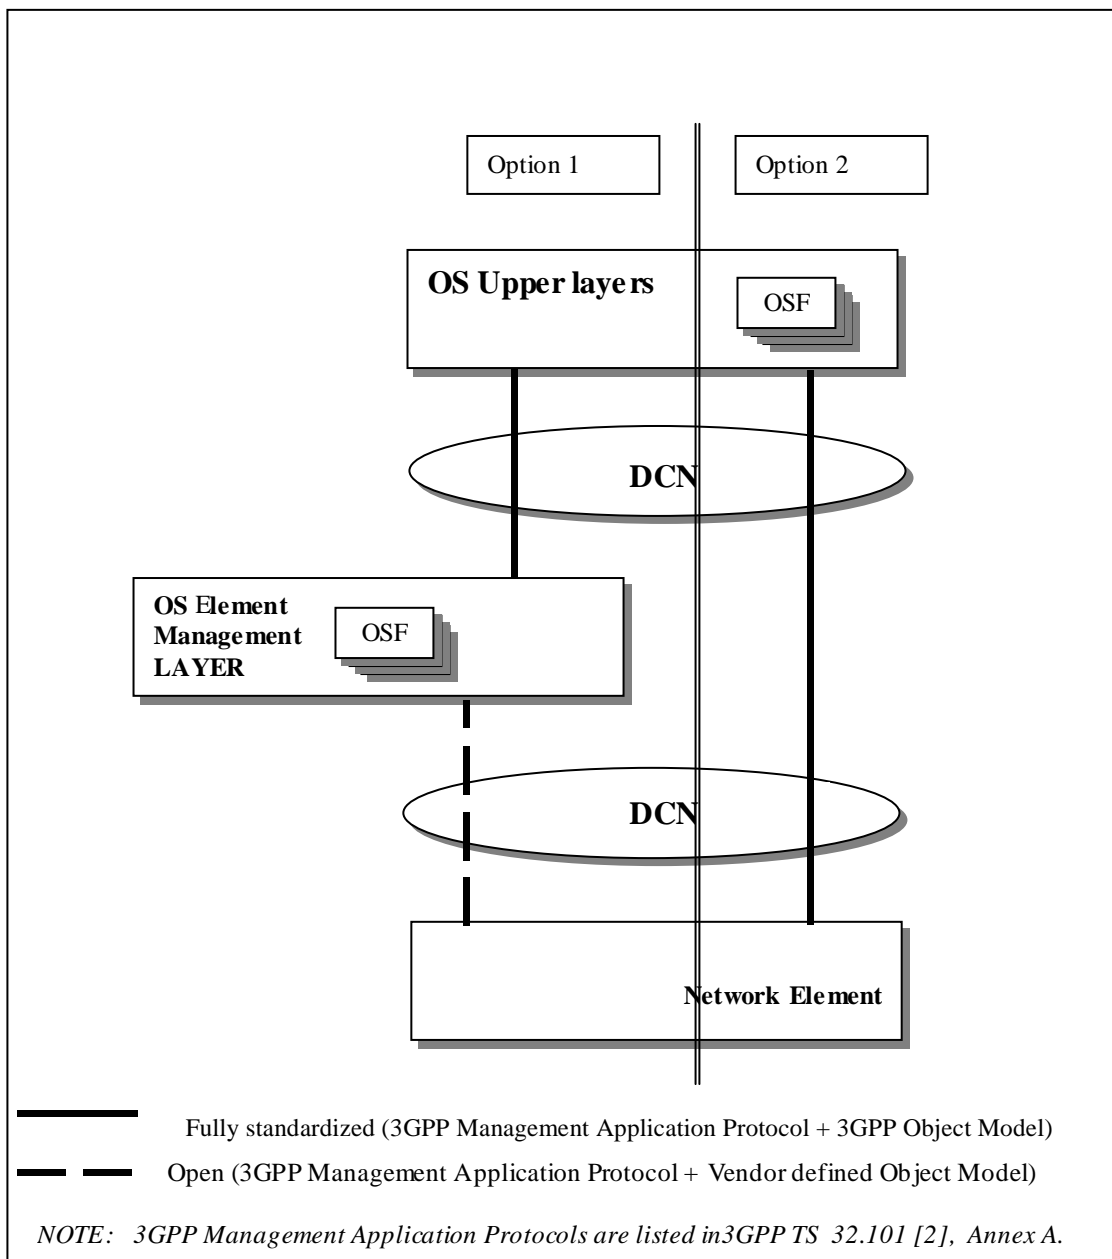 Option 1
Option 2
OS Upper layers
OSF
DCN
OS Element
Management
LAYER
OSF
DCN
Network Element
Fully standardized (3GPP Management Application Protocol + 3GPP Object Model)
Open (3GPP Management Application Protocol + Vendor defined Object Model)
NOTE: 3GPP Management Application Protocols are listed in3GPP TS 32.101 [2], Annex A.